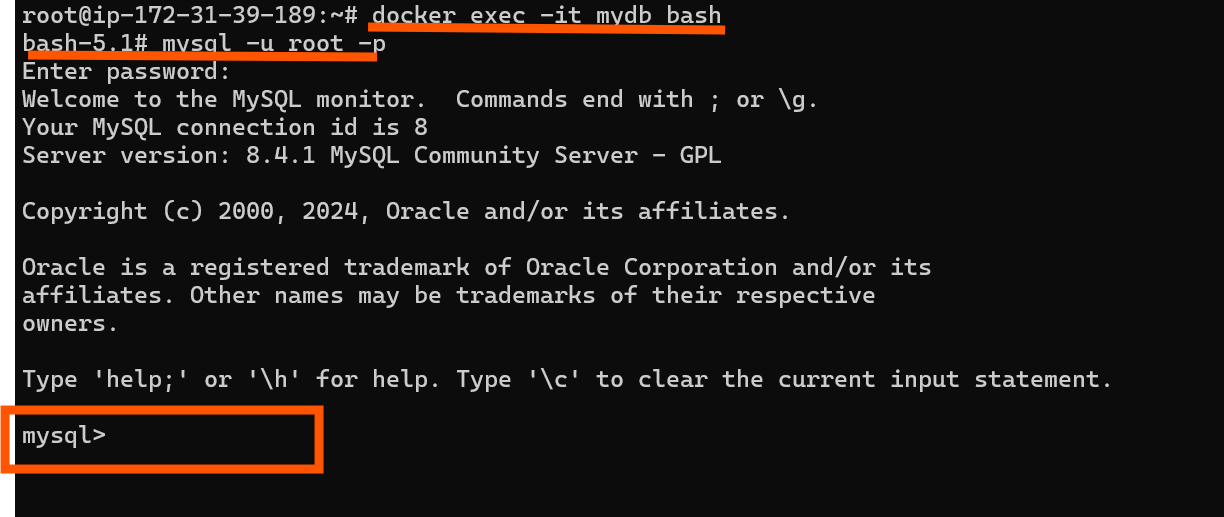 root@ip-172-31-39-189:~# docker exec -it mydb bash
bash-5.1# mysql -u root -p
Enter password:
Welcome to the MySQL monitor.  Commands end with ; or \g.
Your MySQL connection id is 8
Server version: 8.4.1 MySQL Community Server - GPL
Copyright (c) 2000, 2024, Oracle and/or its affiliates.
Oracle is a registered trademark of Oracle Corporation and/or its
affiliates. Other names may be trademarks of their respective
owners.
Type 'help;' or '\h' for help. Type '\c' to clear the current input statement.
mysql>